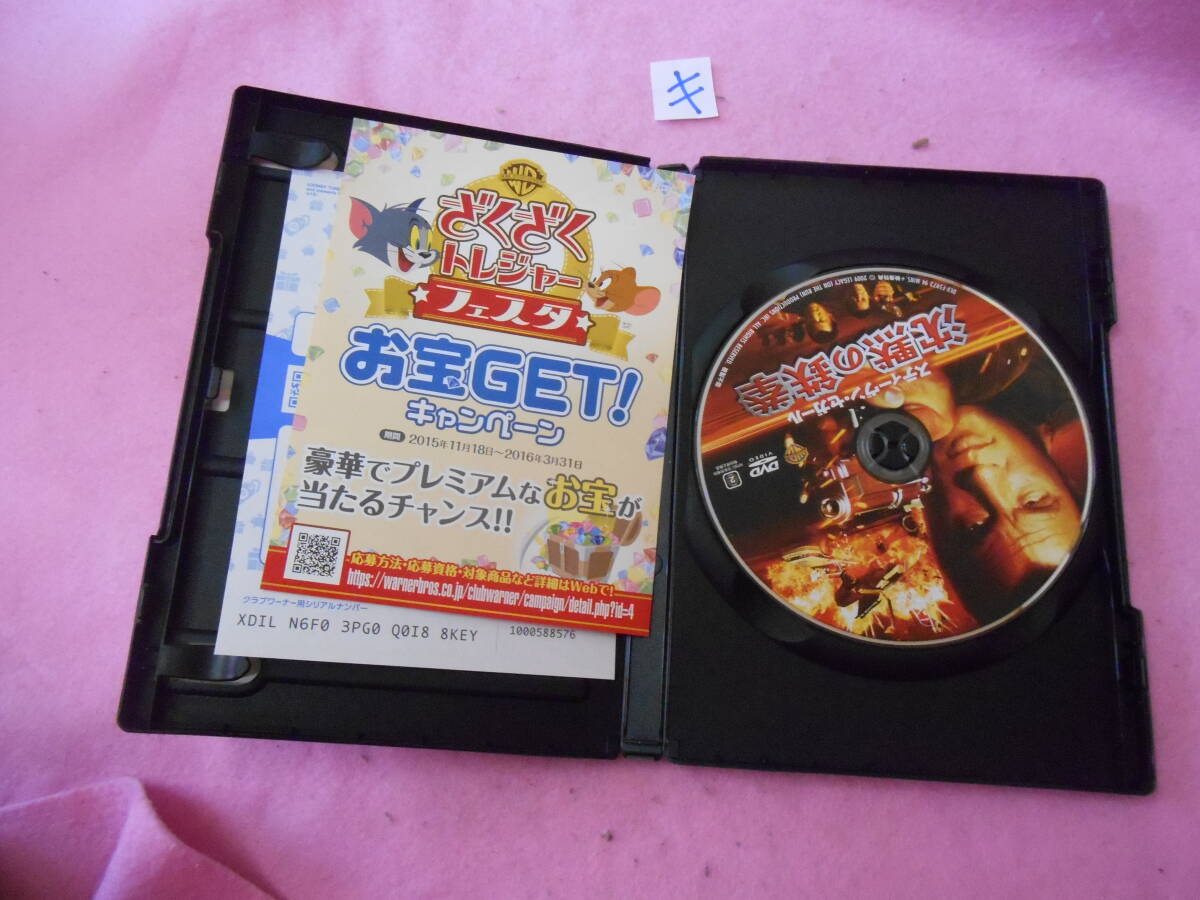 キ
ざくざく
トレジャー
フェスタ
お宝GET!
キャンペーン
期間 2015年11月18日～2016年3月31日
豪華でプレミアムなお宝が
当たるチャンス!!
応募方法・応募資格・対象商品など詳細はWebで!
https://warnerbros.co.jp/clubwarner/campaign/detail.php?id=4
クラブワーナー用シリアルナンバー
XDIL N6F0 3PG0 Q0I8 8KEY
1000588576
沈黙の鉄拳
スティーヴン・セガール
DVD
VIDEO
2